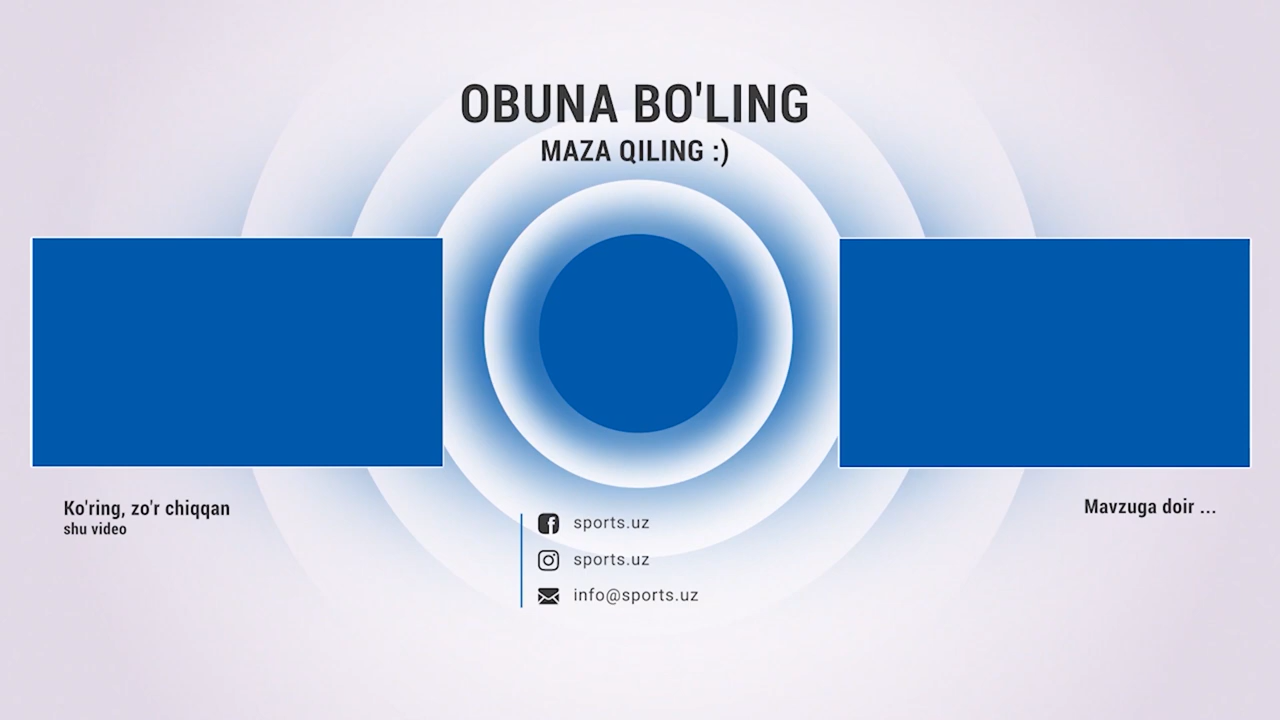 OBUNA BO'LING
MAZA QILING :)
Ko'ring, zo'r chiqqan
shu video
Mavzuga doir ...
sports.uz
sports.uz
info@sports.uz